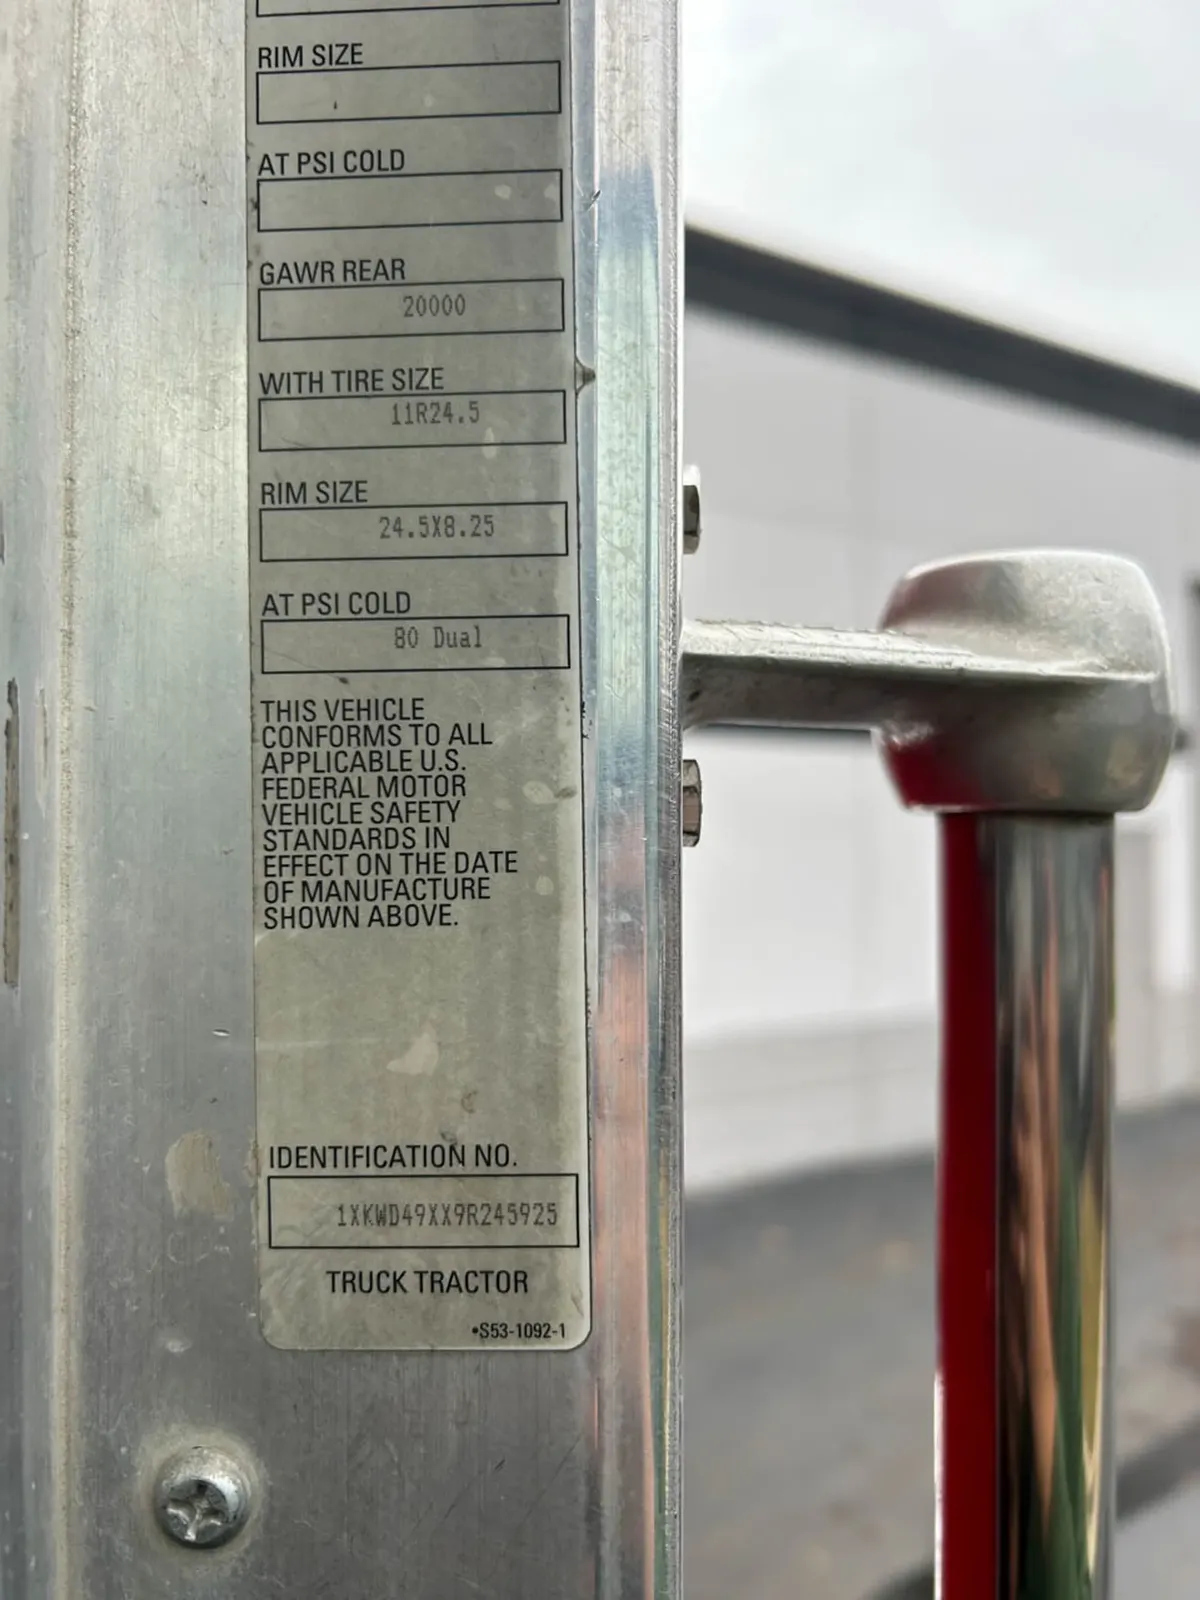 RIM SIZE
AT PSI COLD
GAWR REAR
20000
WITH TIRE SIZE
11R24.5
RIM SIZE
24.5X8.25
AT PSI COLD
80 Dual
THIS VEHICLE
CONFORMS TO ALL
APPLICABLE U.S.
FEDERAL MOTOR
VEHICLE SAFETY
STANDARDS IN
EFFECT ON THE DATE
OF MANUFACTURE
SHOWN ABOVE.
IDENTIFICATION NO.
1XKWD49XX9R245925
TRUCK TRACTOR
•S53-1092-1